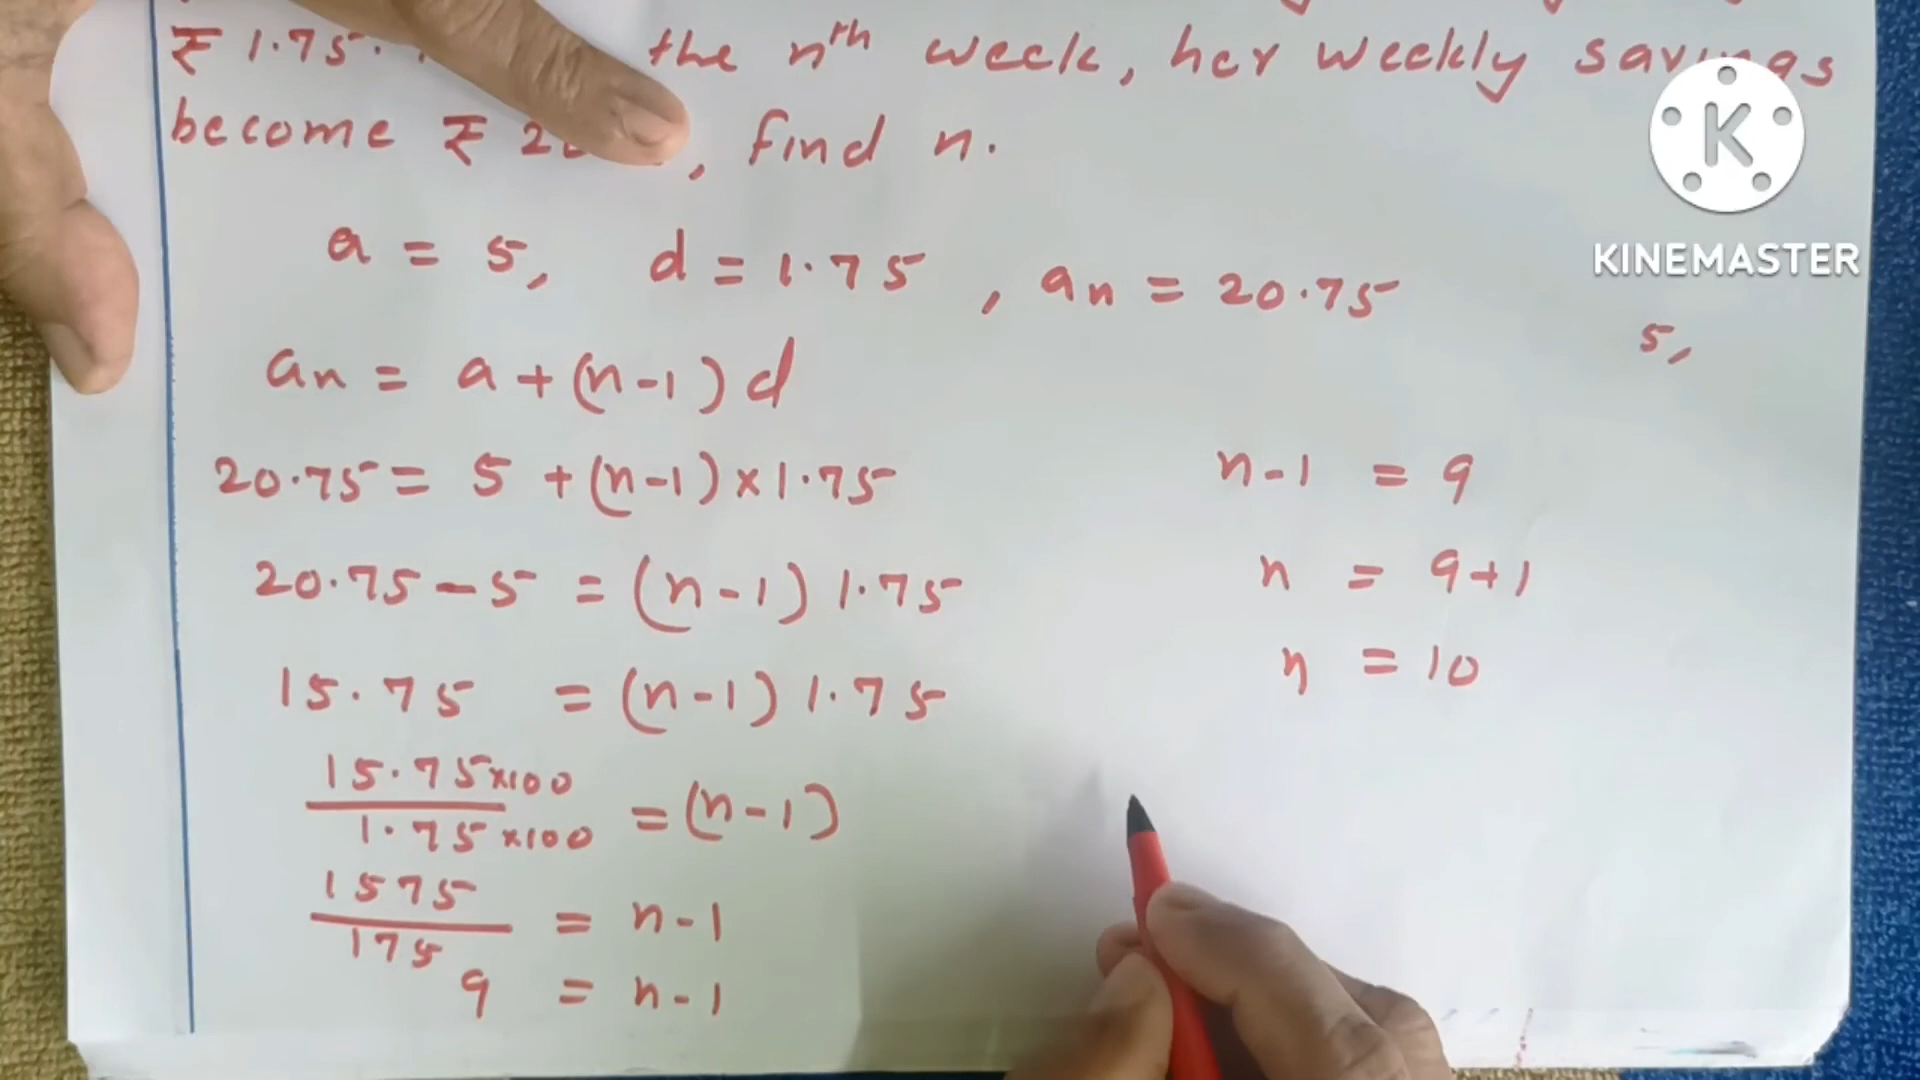 ₹ 1.75. the nth week, her weekly savings
become ₹ , find n.
a = 5, d = 1.75, an = 20.75
5,
an = a + (n-1) d
20.75 = 5 + (n-1) × 1.75
20.75 - 5 = (n-1) 1.75
15.75 = (n-1) 1.75
15.75×100
1.75×100 = (n-1)
1575
175 = n-1
9 = n-1
n-1 = 9
n = 9+1
n = 10
K
KINEMASTER